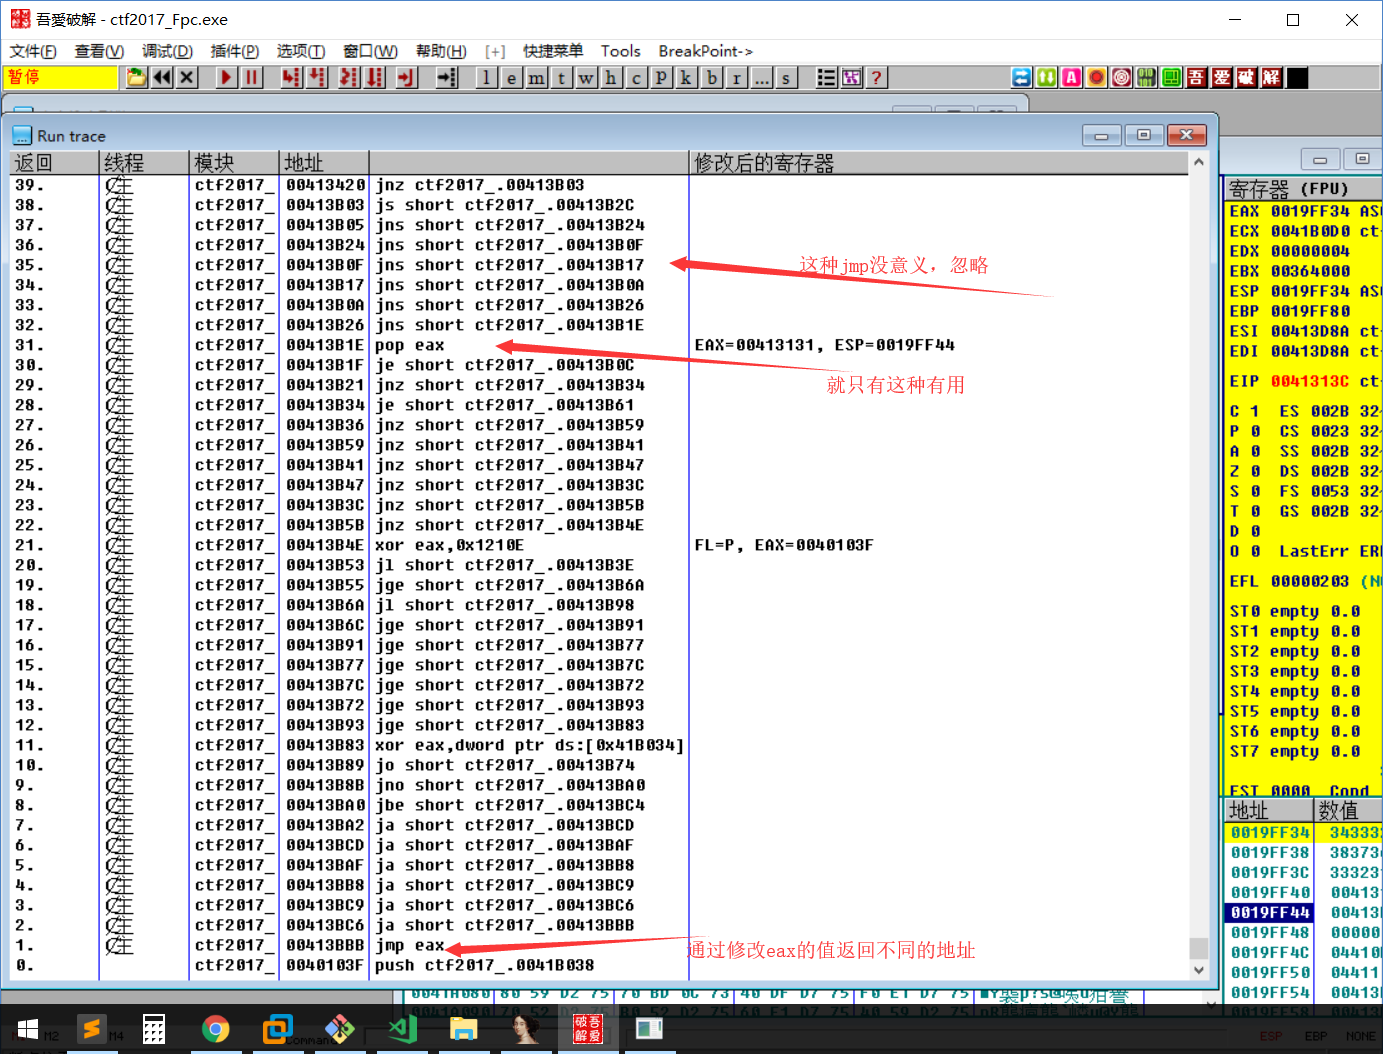 吾愛破解 - ctf2017_Fpc.exe
文件(F) 查看(V) 调试(D) 插件(P) 选项(T) 窗口(W) 帮助(H) [+] 快捷菜单 Tools BreakPoint->
暂停 l e m t w h c p k b r ... s ? 吾 爱 破 解
Run trace
返回 线程 模块 地址 修改后的寄存器
39. 主 ctf2017_ 00413420 jnz ctf2017_.00413B03
38. 主 ctf2017_ 00413B03 js short ctf2017_.00413B2C
37. 主 ctf2017_ 00413B05 jns short ctf2017_.00413B24
36. 主 ctf2017_ 00413B24 jns short ctf2017_.00413B0F
35. 主 ctf2017_ 00413B0F jns short ctf2017_.00413B17
这种jmp没意义，忽略
34. 主 ctf2017_ 00413B17 jns short ctf2017_.00413B0A
33. 主 ctf2017_ 00413B0A jns short ctf2017_.00413B26
32. 主 ctf2017_ 00413B26 jns short ctf2017_.00413B1E
31. 主 ctf2017_ 00413B1E pop eax EAX=00413131, ESP=0019FF44
30. 主 ctf2017_ 00413B1F je short ctf2017_.00413B0C
29. 主 ctf2017_ 00413B21 jnz short ctf2017_.00413B34
就只有这种有用
28. 主 ctf2017_ 00413B34 je short ctf2017_.00413B61
27. 主 ctf2017_ 00413B36 jnz short ctf2017_.00413B59
26. 主 ctf2017_ 00413B59 jnz short ctf2017_.00413B41
25. 主 ctf2017_ 00413B41 jnz short ctf2017_.00413B47
24. 主 ctf2017_ 00413B47 jnz short ctf2017_.00413B3C
23. 主 ctf2017_ 00413B3C jnz short ctf2017_.00413B5B
22. 主 ctf2017_ 00413B5B jnz short ctf2017_.00413B4E
21. 主 ctf2017_ 00413B4E xor eax,0x1210E FL=P, EAX=0040103F
20. 主 ctf2017_ 00413B53 jl short ctf2017_.00413B3E
19. 主 ctf2017_ 00413B55 jge short ctf2017_.00413B6A
18. 主 ctf2017_ 00413B6A jl short ctf2017_.00413B98
17. 主 ctf2017_ 00413B6C jge short ctf2017_.00413B91
16. 主 ctf2017_ 00413B91 jge short ctf2017_.00413B77
15. 主 ctf2017_ 00413B77 jge short ctf2017_.00413B7C
14. 主 ctf2017_ 00413B7C jge short ctf2017_.00413B72
13. 主 ctf2017_ 00413B72 jge short ctf2017_.00413B93
12. 主 ctf2017_ 00413B93 jge short ctf2017_.00413B83
11. 主 ctf2017_ 00413B83 xor eax,dword ptr ds:[0x41B034]
10. 主 ctf2017_ 00413B89 jo short ctf2017_.00413B74
9. 主 ctf2017_ 00413B8B jno short ctf2017_.00413BA0
8. 主 ctf2017_ 00413BA0 jbe short ctf2017_.00413BC4
7. 主 ctf2017_ 00413BA2 ja short ctf2017_.00413BCD
6. 主 ctf2017_ 00413BCD ja short ctf2017_.00413BAF
5. 主 ctf2017_ 00413BAF ja short ctf2017_.00413BB8
4. 主 ctf2017_ 00413BB8 ja short ctf2017_.00413BC9
3. 主 ctf2017_ 00413BC9 ja short ctf2017_.00413BC6
2. 主 ctf2017_ 00413BC6 ja short ctf2017_.00413BBB
1. 主 ctf2017_ 00413BBB jmp eax
通过修改eax的值返回不同的地址
0. ctf2017_ 0040103F push ctf2017_.0041B038
寄存器 (FPU)
EAX 0019FF34 ASC
ECX 0041B0D0 ct
EDX 00000004
EBX 00364000
ESP 0019FF34 ASC
EBP 0019FF80
ESI 00413D8A ct
EDI 00413D8A ct
EIP 0041313C ct
C 1 ES 002B 32
P 0 CS 0023 32
A 0 SS 002B 32
Z 0 DS 002B 32
S 0 FS 0053 32
T 0 GS 002B 32
D 0
O 0 LastErr ER
EFL 00000203 (N
ST0 empty 0.0
ST1 empty 0.0
ST2 empty 0.0
ST3 empty 0.0
ST4 empty 0.0
ST5 empty 0.0
ST6 empty 0.0
ST7 empty 0.0
FST 0000 Cond
地址 数值
0019FF34 34333
0019FF38 38373
0019FF3C 33323
0019FF40 00413
0019FF44 00413
0019FF48 00000
0019FF4C 04410
0019FF50 04411
0019FF54 00413
0041A080 80 59 D2 75 70 BD 0C 73 40 DF D7 75 F0 E1 D7 75
M2 M4 Command ESP EBP NONE